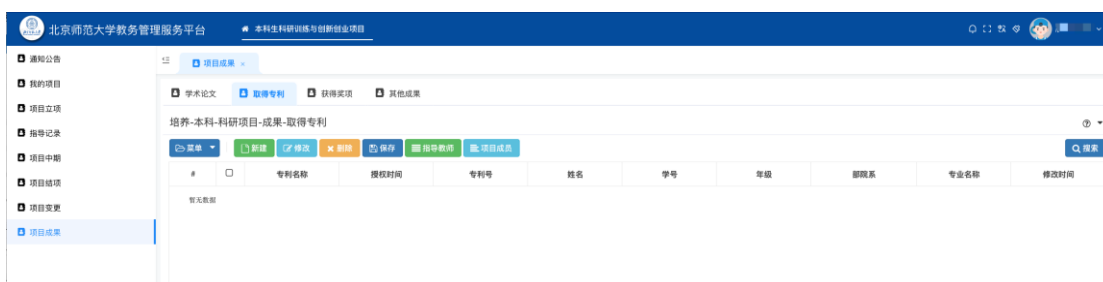 北京师范大学教务管理服务平台 本科生科研训练与创新创业项目
通知公告
我的项目
项目立项
指导记录
项目中期
项目结项
项目变更
项目成果
项目成果 ×
学术论文 取得专利 获得奖项 其他成果
培养-本科-科研项目-成果-取得专利
菜单 新建 修改 删除 保存 指导教师 项目成员 搜索
# 专利名称 授权时间 专利号 姓名 学号 年级 部院系 专业名称 修改时间
暂无数据